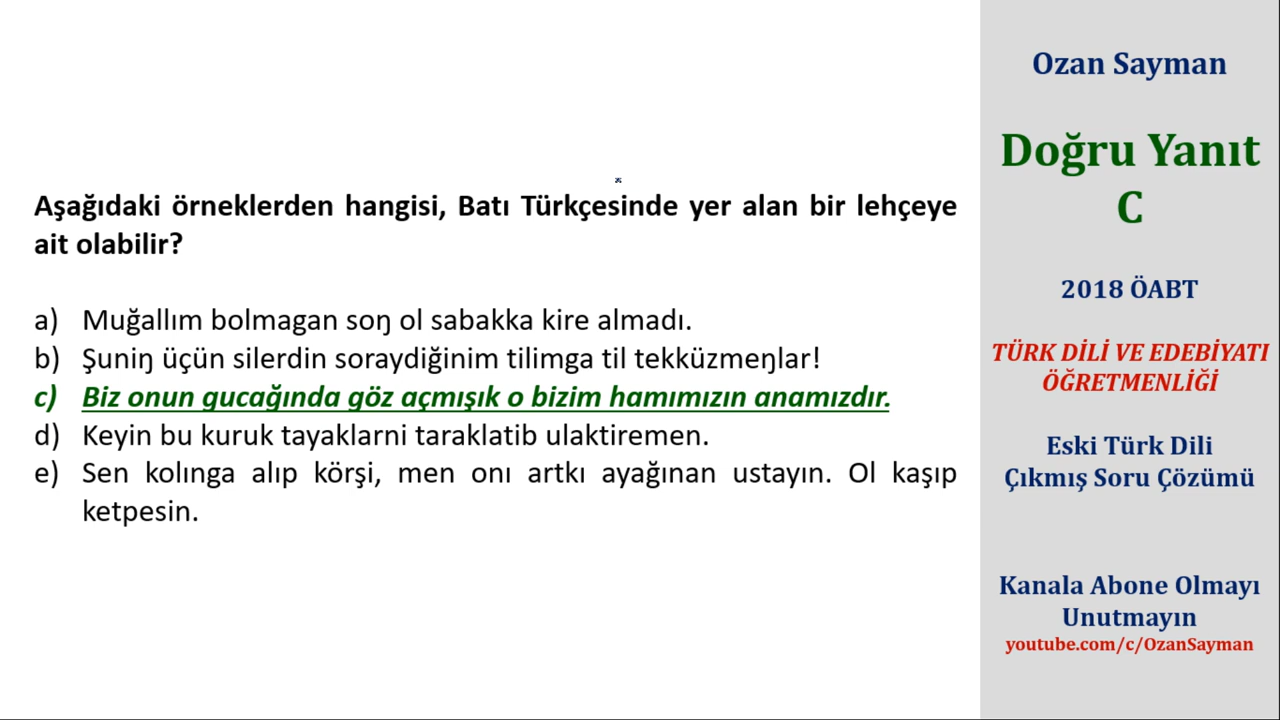 Aşağıdaki örneklerden hangisi, Batı Türkçesinde yer alan bir lehçeye
ait olabilir?
a) Muğallım bolmagan soŋ ol sabakka kire almadı.
b) Şuniŋ üçün silerdin soraydiğinim tilimga til tekküzmeŋlar!
c) Biz onun gucağında göz açmışık o bizim hamımızın anamızdır.
d) Keyin bu kuruk tayaklarni taraklatib ulaktiremen.
e) Sen kolınga alıp körşi, men onı artkı ayağınan ustayın. Ol kaşıp
ketpesin.
Ozan Sayman
Doğru Yanıt
C
2018 ÖABT
TÜRK DİLİ VE EDEBİYATI
ÖĞRETMENLİĞİ
Eski Türk Dili
Çıkmış Soru Çözümü
Kanala Abone Olmayı
Unutmayın
youtube.com/c/OzanSayman